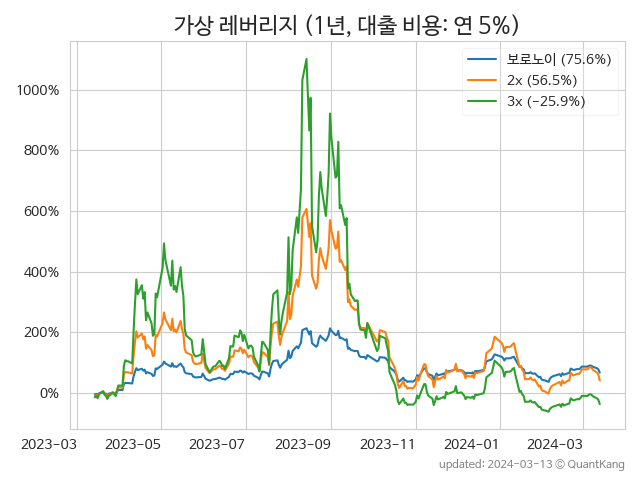 가상 레버리지 (1년, 대출 비용: 연 5%)
보로노이 (75.6%)
2x (56.5%)
3x (-25.9%)
1000%
800%
600%
400%
200%
0%
2023-03 2023-05 2023-07 2023-09 2023-11 2024-01 2024-03
updated: 2024-03-13 © QuantKang